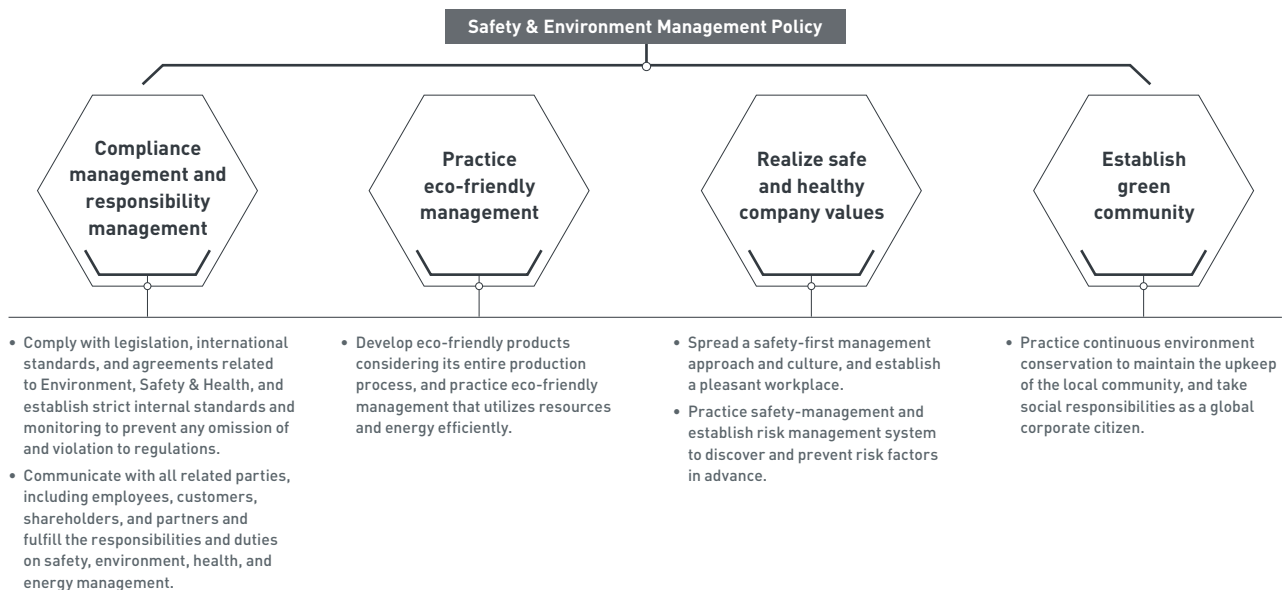 Safety & Environment Management Policy
Compliance
management and
responsibility
management
Practice
eco-friendly
management
Realize safe
and healthy
company values
Establish
green
community
• Comply with legislation, international
standards, and agreements related
to Environment, Safety & Health, and
establish strict internal standards and
monitoring to prevent any omission of
and violation to regulations.
• Communicate with all related parties,
including employees, customers,
shareholders, and partners and
fulfill the responsibilities and duties
on safety, environment, health, and
energy management.
• Develop eco-friendly products
considering its entire production
process, and practice eco-friendly
management that utilizes resources
and energy efficiently.
• Spread a safety-first management
approach and culture, and establish
a pleasant workplace.
• Practice safety-management and
establish risk management system
to discover and prevent risk factors
in advance.
• Practice continuous environment
conservation to maintain the upkeep
of the local community, and take
social responsibilities as a global
corporate citizen.